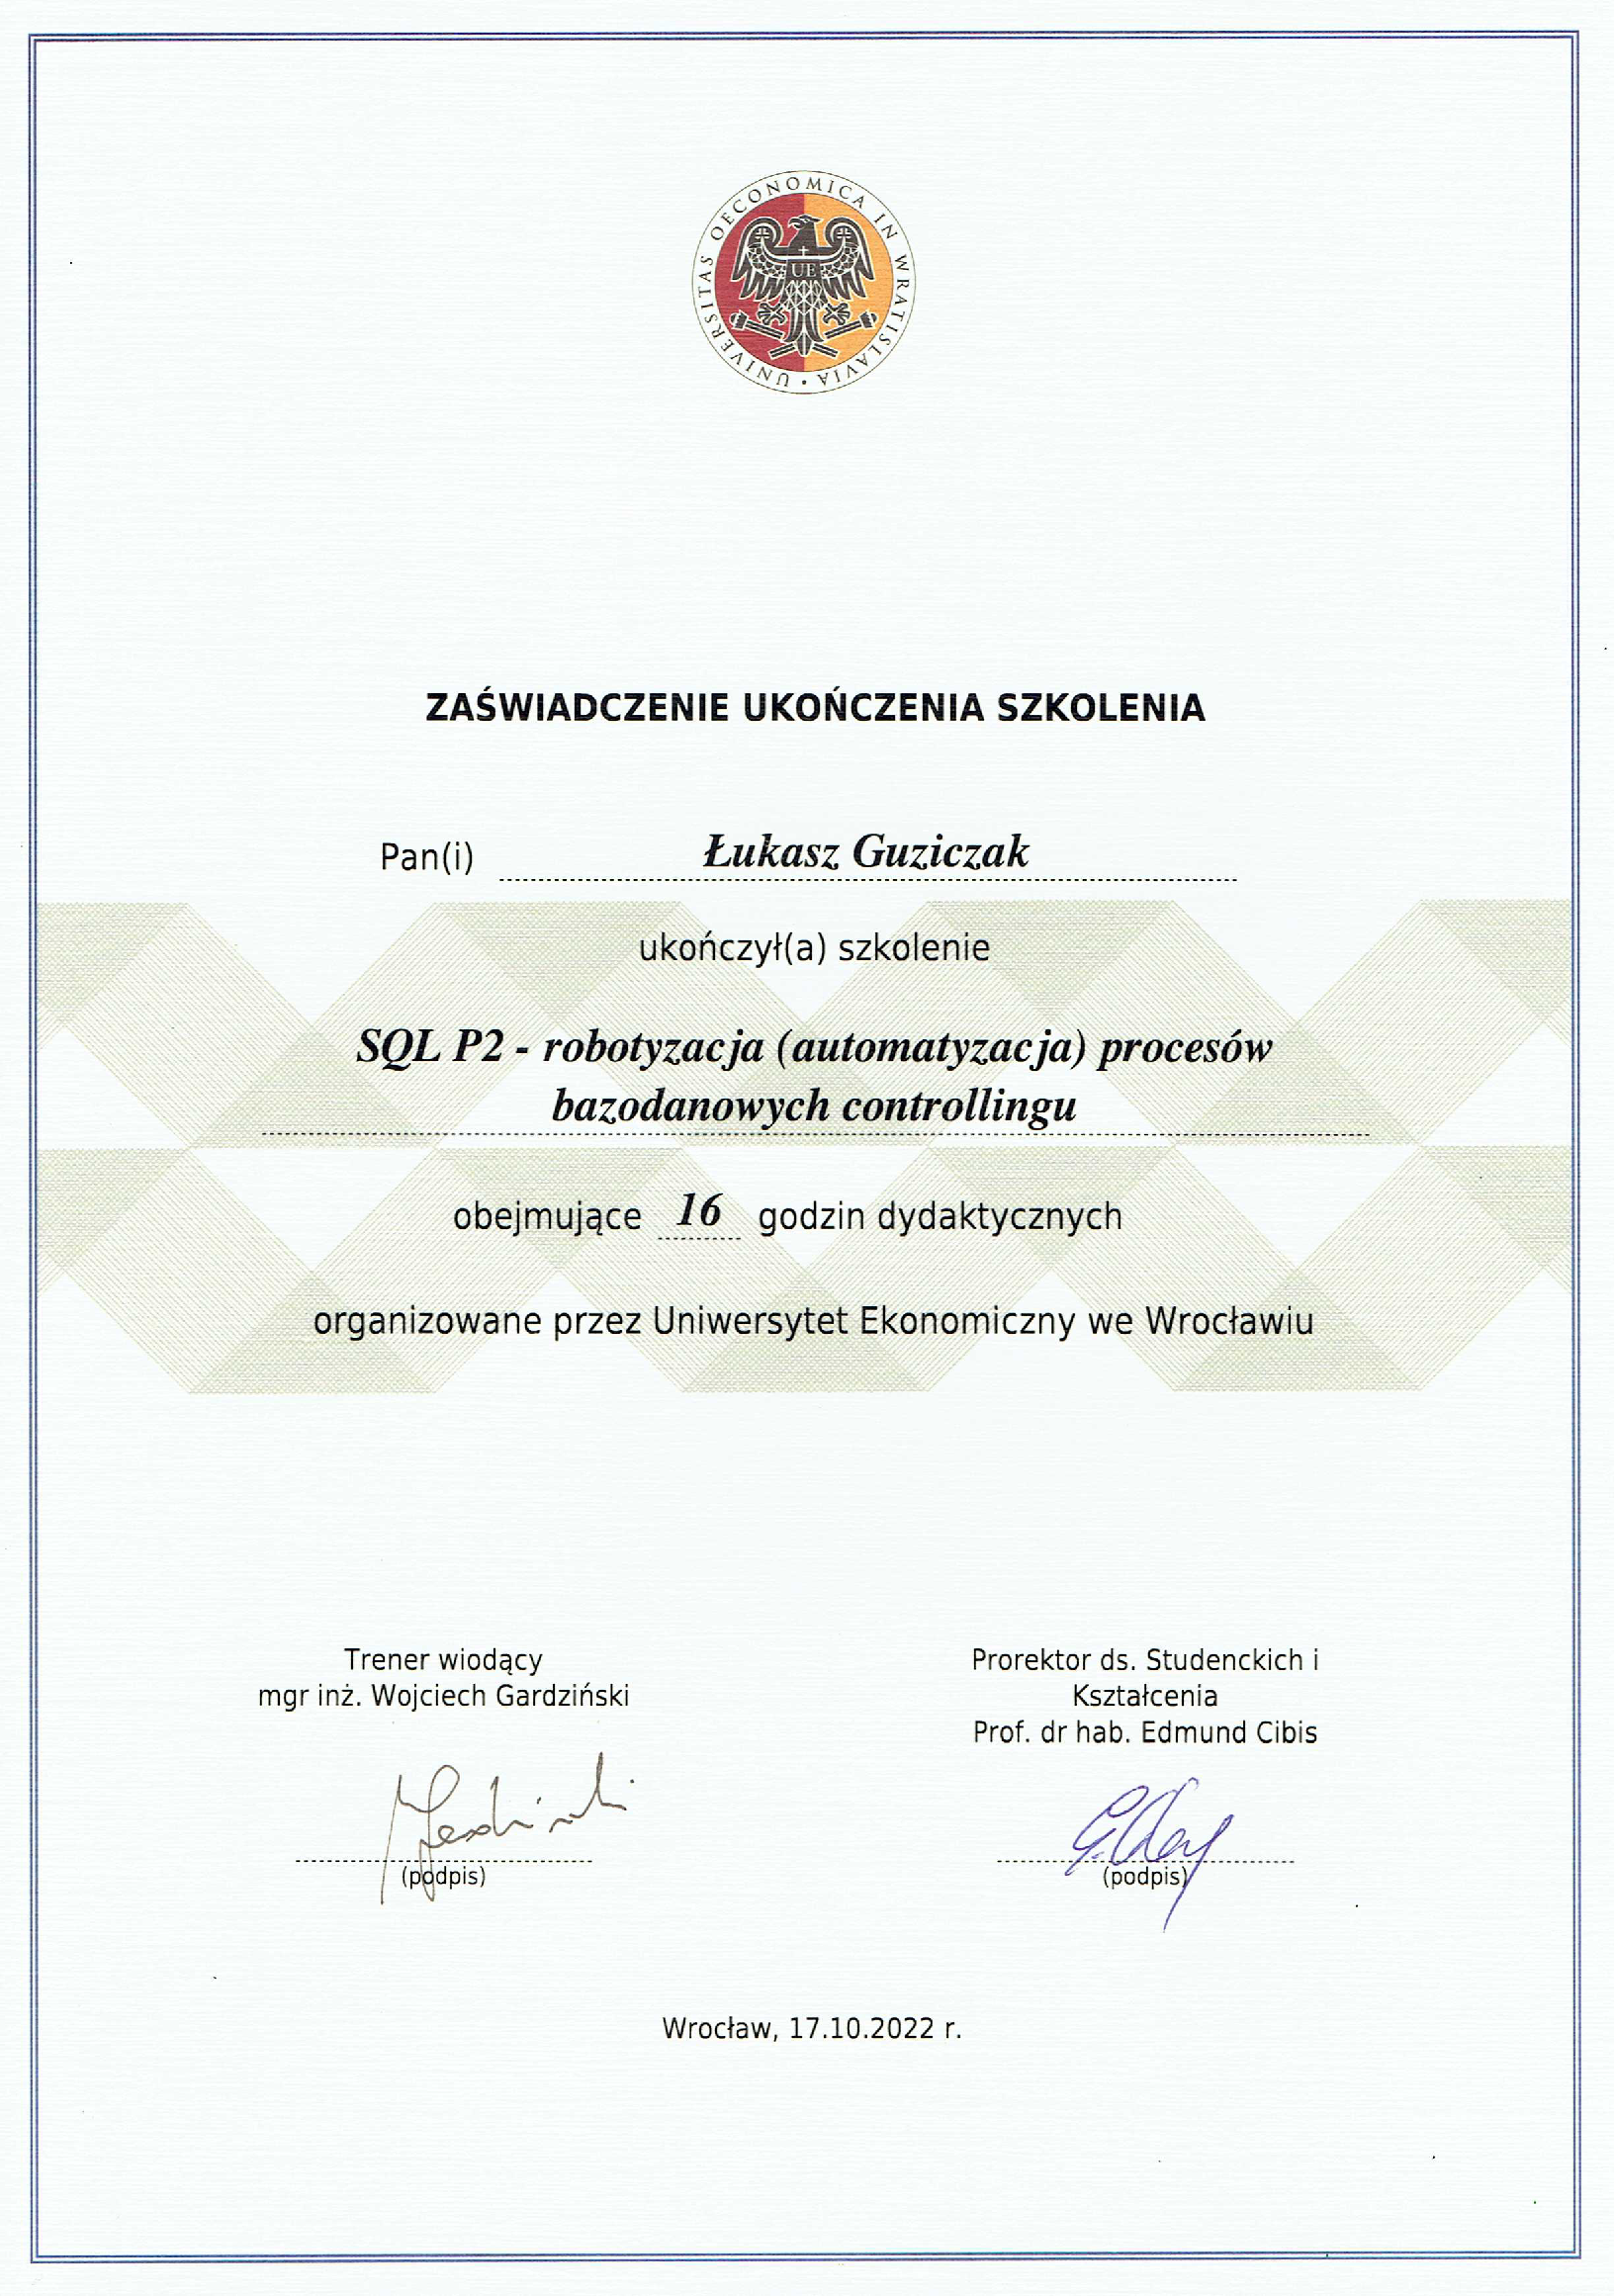 UNIVERSITAS OECONOMICA IN WRATISLAVIA
UE
ZAŚWIADCZENIE UKOŃCZENIA SZKOLENIA
Pan(i) Łukasz Guziczak
ukończył(a) szkolenie
SQL P2 - robotyzacja (automatyzacja) procesów
bazodanowych controllingu
obejmujące 16 godzin dydaktycznych
organizowane przez Uniwersytet Ekonomiczny we Wrocławiu
Trener wiodący
mgr inż. Wojciech Gardziński
(podpis)
Prorektor ds. Studenckich i
Kształcenia
Prof. dr hab. Edmund Cibis
(podpis)
Wrocław, 17.10.2022 r.